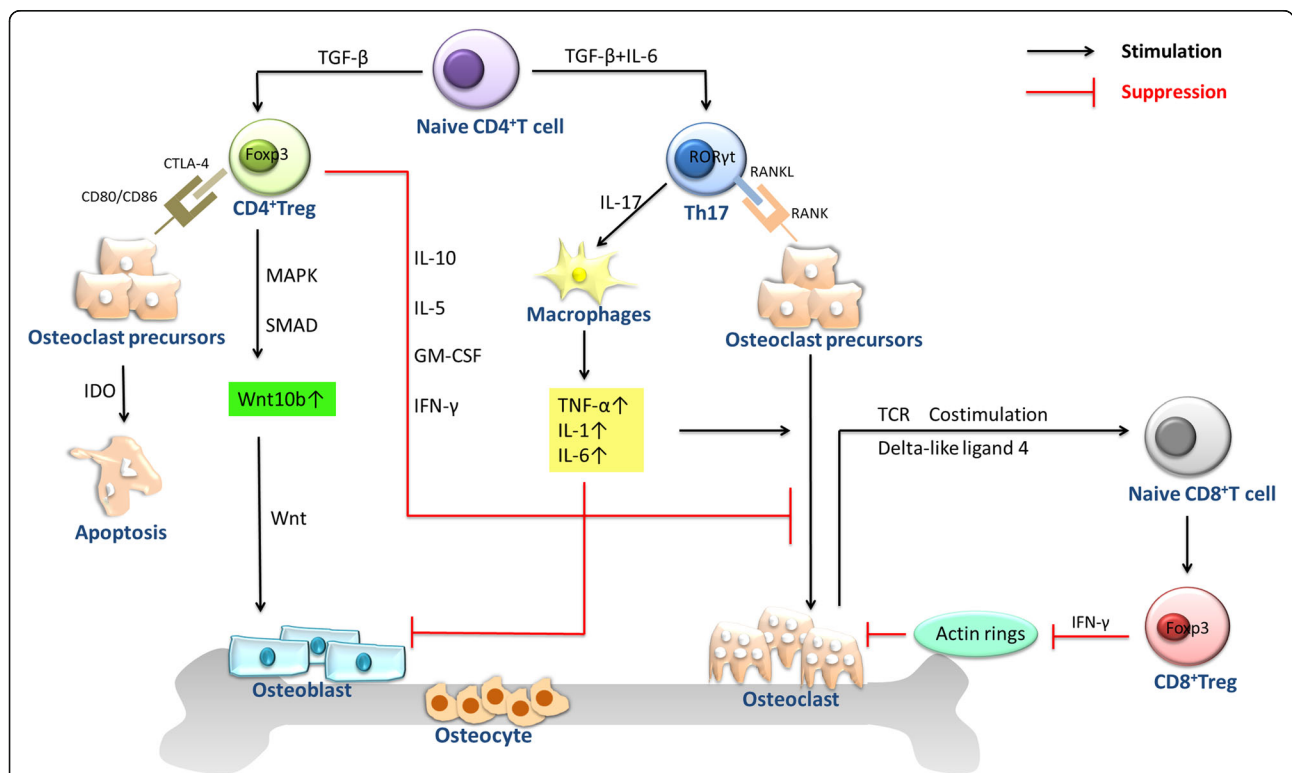 TGF-β
TGF-β+IL-6
Naive CD4⁺T cell
Stimulation
Suppression
Foxp3
CTLA-4
CD80/CD86
CD4⁺Treg
RORγt
RANKL
RANK
Th17
IL-17
Osteoclast precursors
MAPK
SMAD
IL-10
IL-5
GM-CSF
IFN-γ
Macrophages
Osteoclast precursors
IDO
Wnt10b↑
TNF-α↑
IL-1↑
IL-6↑
TCR Costimulation
Delta-like ligand 4
Naive CD8⁺T cell
Apoptosis
Wnt
Osteoblast
Osteocyte
Osteoclast
Actin rings
IFN-γ
Foxp3
CD8⁺Treg